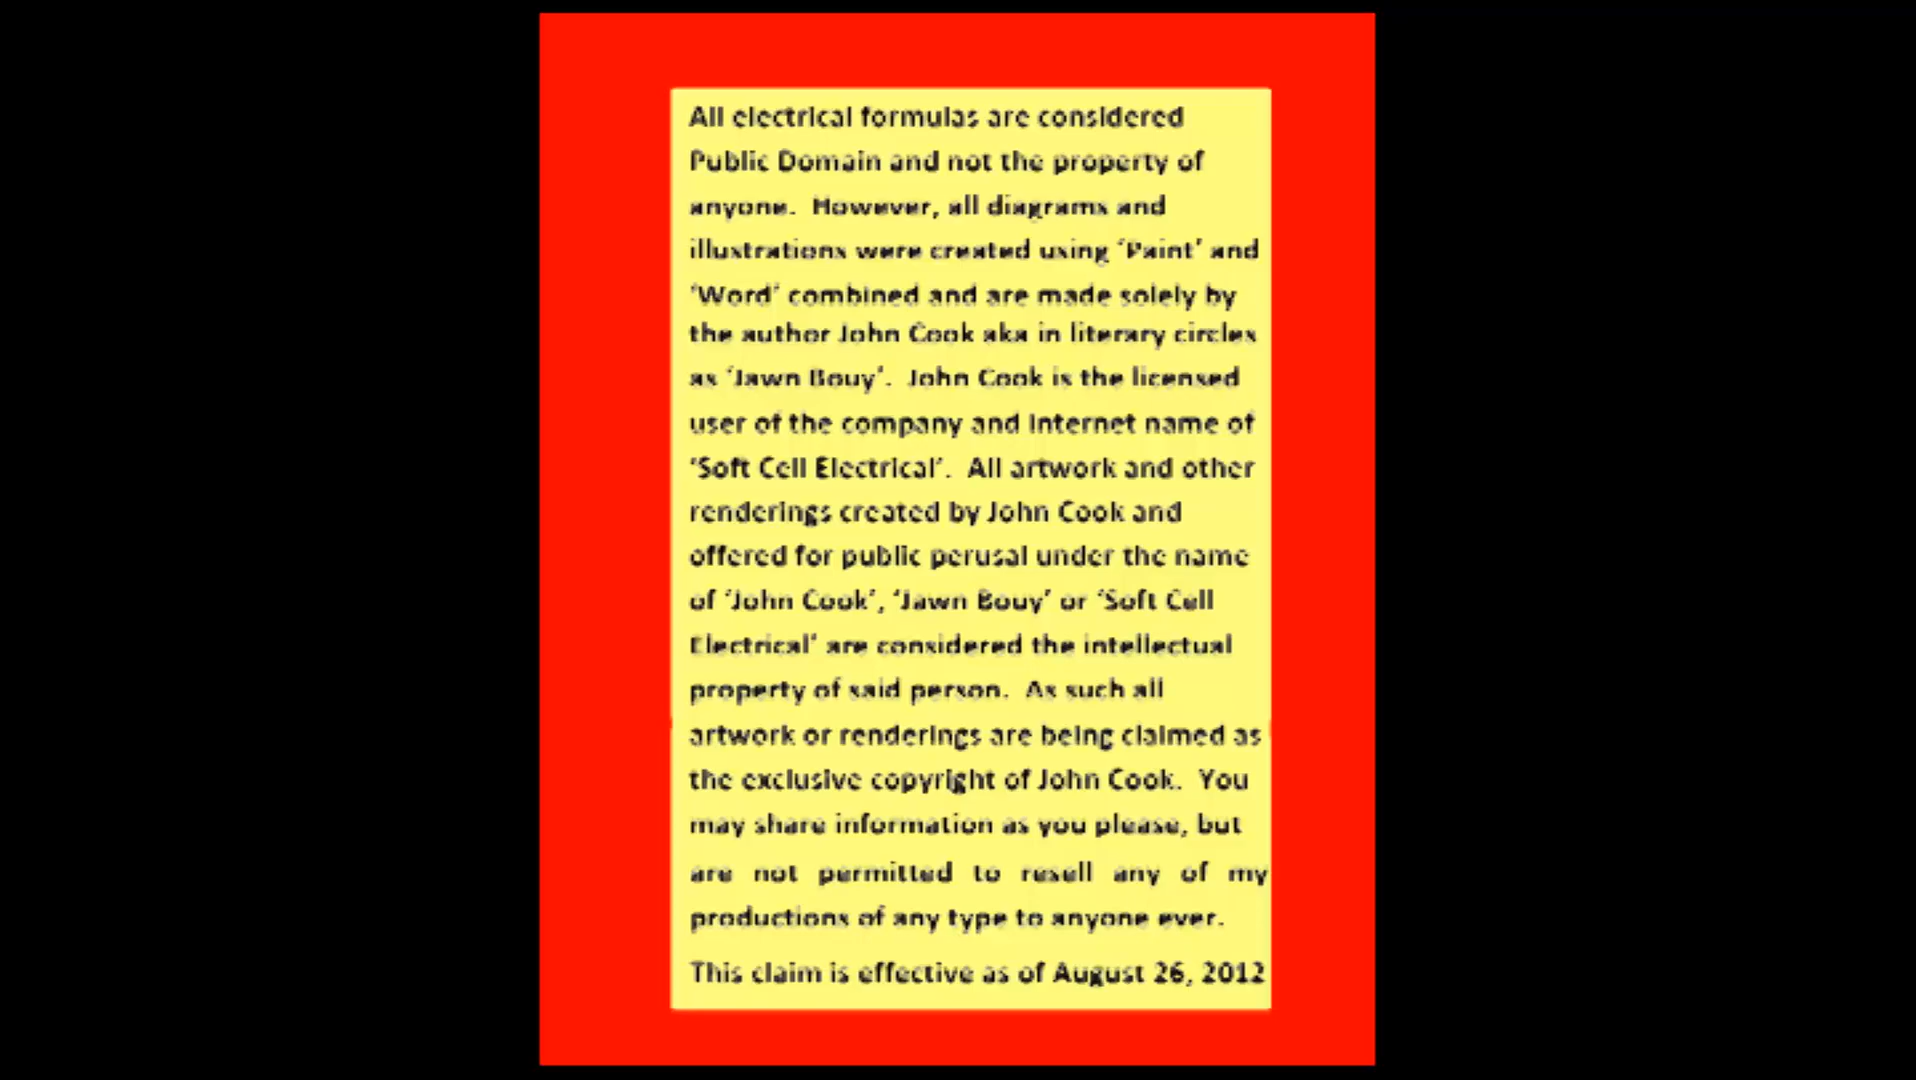 All electrical formulas are considered
Public Domain and not the property of
anyone.  However, all diagrams and
illustrations were created using ‘Paint’ and
‘Word’ combined and are made solely by
the author John Cook aka in literary circles
as ‘Jawn Bouy’.  John Cook is the licensed
user of the company and Internet name of
‘Soft Cell Electrical’.  All artwork and other
renderings created by John Cook and
offered for public perusal under the name
of ‘John Cook’, ‘Jawn Bouy’ or ‘Soft Cell
Electrical’ are considered the intellectual
property of said person.  As such all
artwork or renderings are being claimed as
the exclusive copyright of John Cook.  You
may share information as you please, but
are not permitted to resell any of my
productions of any type to anyone ever.
This claim is effective as of August 26, 2012